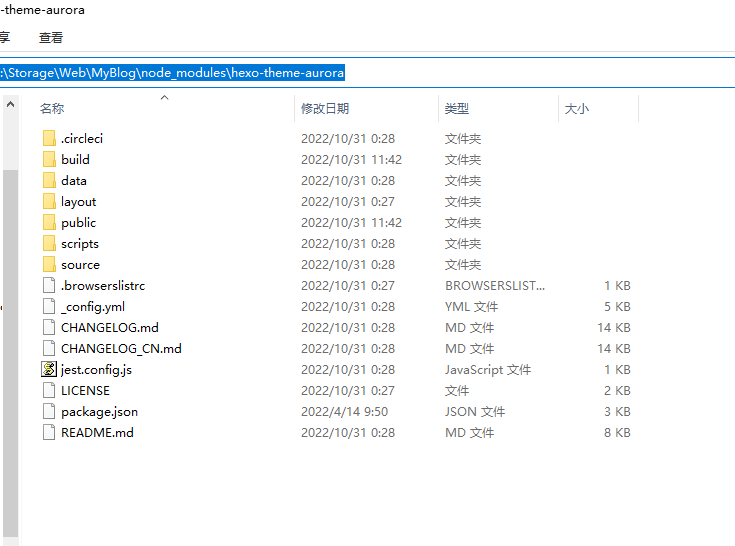 -theme-aurora
享 查看
:\Storage\Web\MyBlog\node_modules\hexo-theme-aurora
名称 修改日期 类型 大小
.circleci 2022/10/31 0:28 文件夹
build 2022/10/31 11:42 文件夹
data 2022/10/31 0:28 文件夹
layout 2022/10/31 0:27 文件夹
public 2022/10/31 11:42 文件夹
scripts 2022/10/31 0:28 文件夹
source 2022/10/31 0:28 文件夹
.browserslistrc 2022/10/31 0:27 BROWSERSLIST... 1 KB
_config.yml 2022/10/31 0:28 YML 文件 5 KB
CHANGELOG.md 2022/10/31 0:28 MD 文件 14 KB
CHANGELOG_CN.md 2022/10/31 0:28 MD 文件 14 KB
jest.config.js 2022/10/31 0:28 JavaScript 文件 1 KB
LICENSE 2022/10/31 0:27 文件 2 KB
package.json 2022/4/14 9:50 JSON 文件 3 KB
README.md 2022/10/31 0:28 MD 文件 8 KB